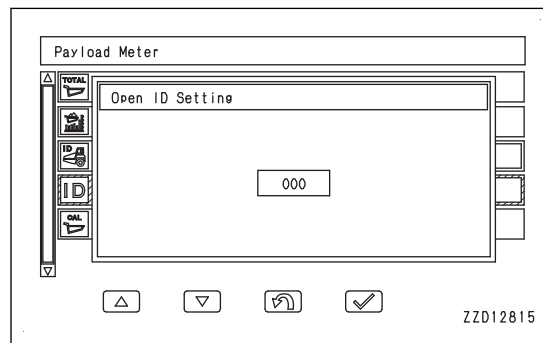 Payload Meter
TOTAL
Open ID Setting
ID
000
ID
CAL
ZZD12815